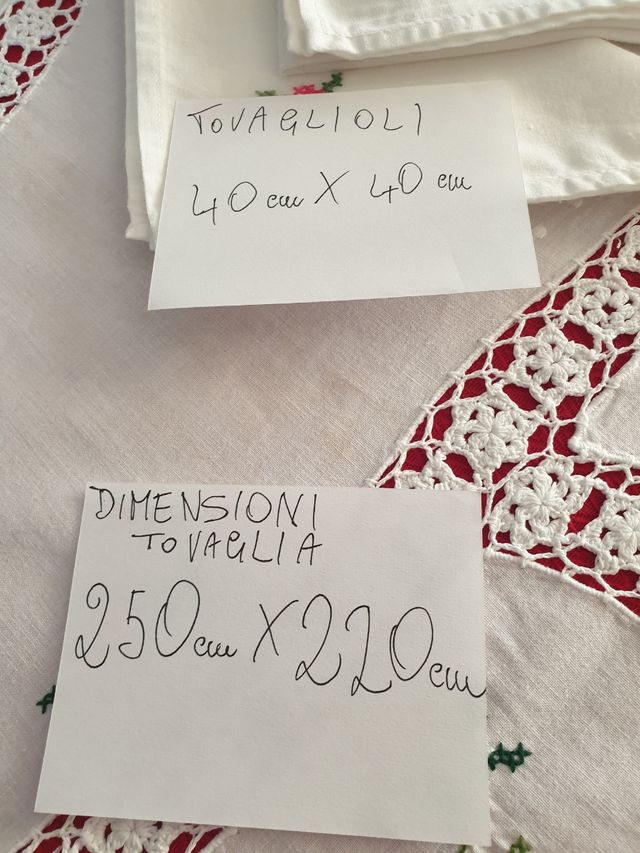 TOVAGLIOLI
40 cm X 40 cm
DIMENSIONI
TOVAGLIA
250 cm X 220 cm